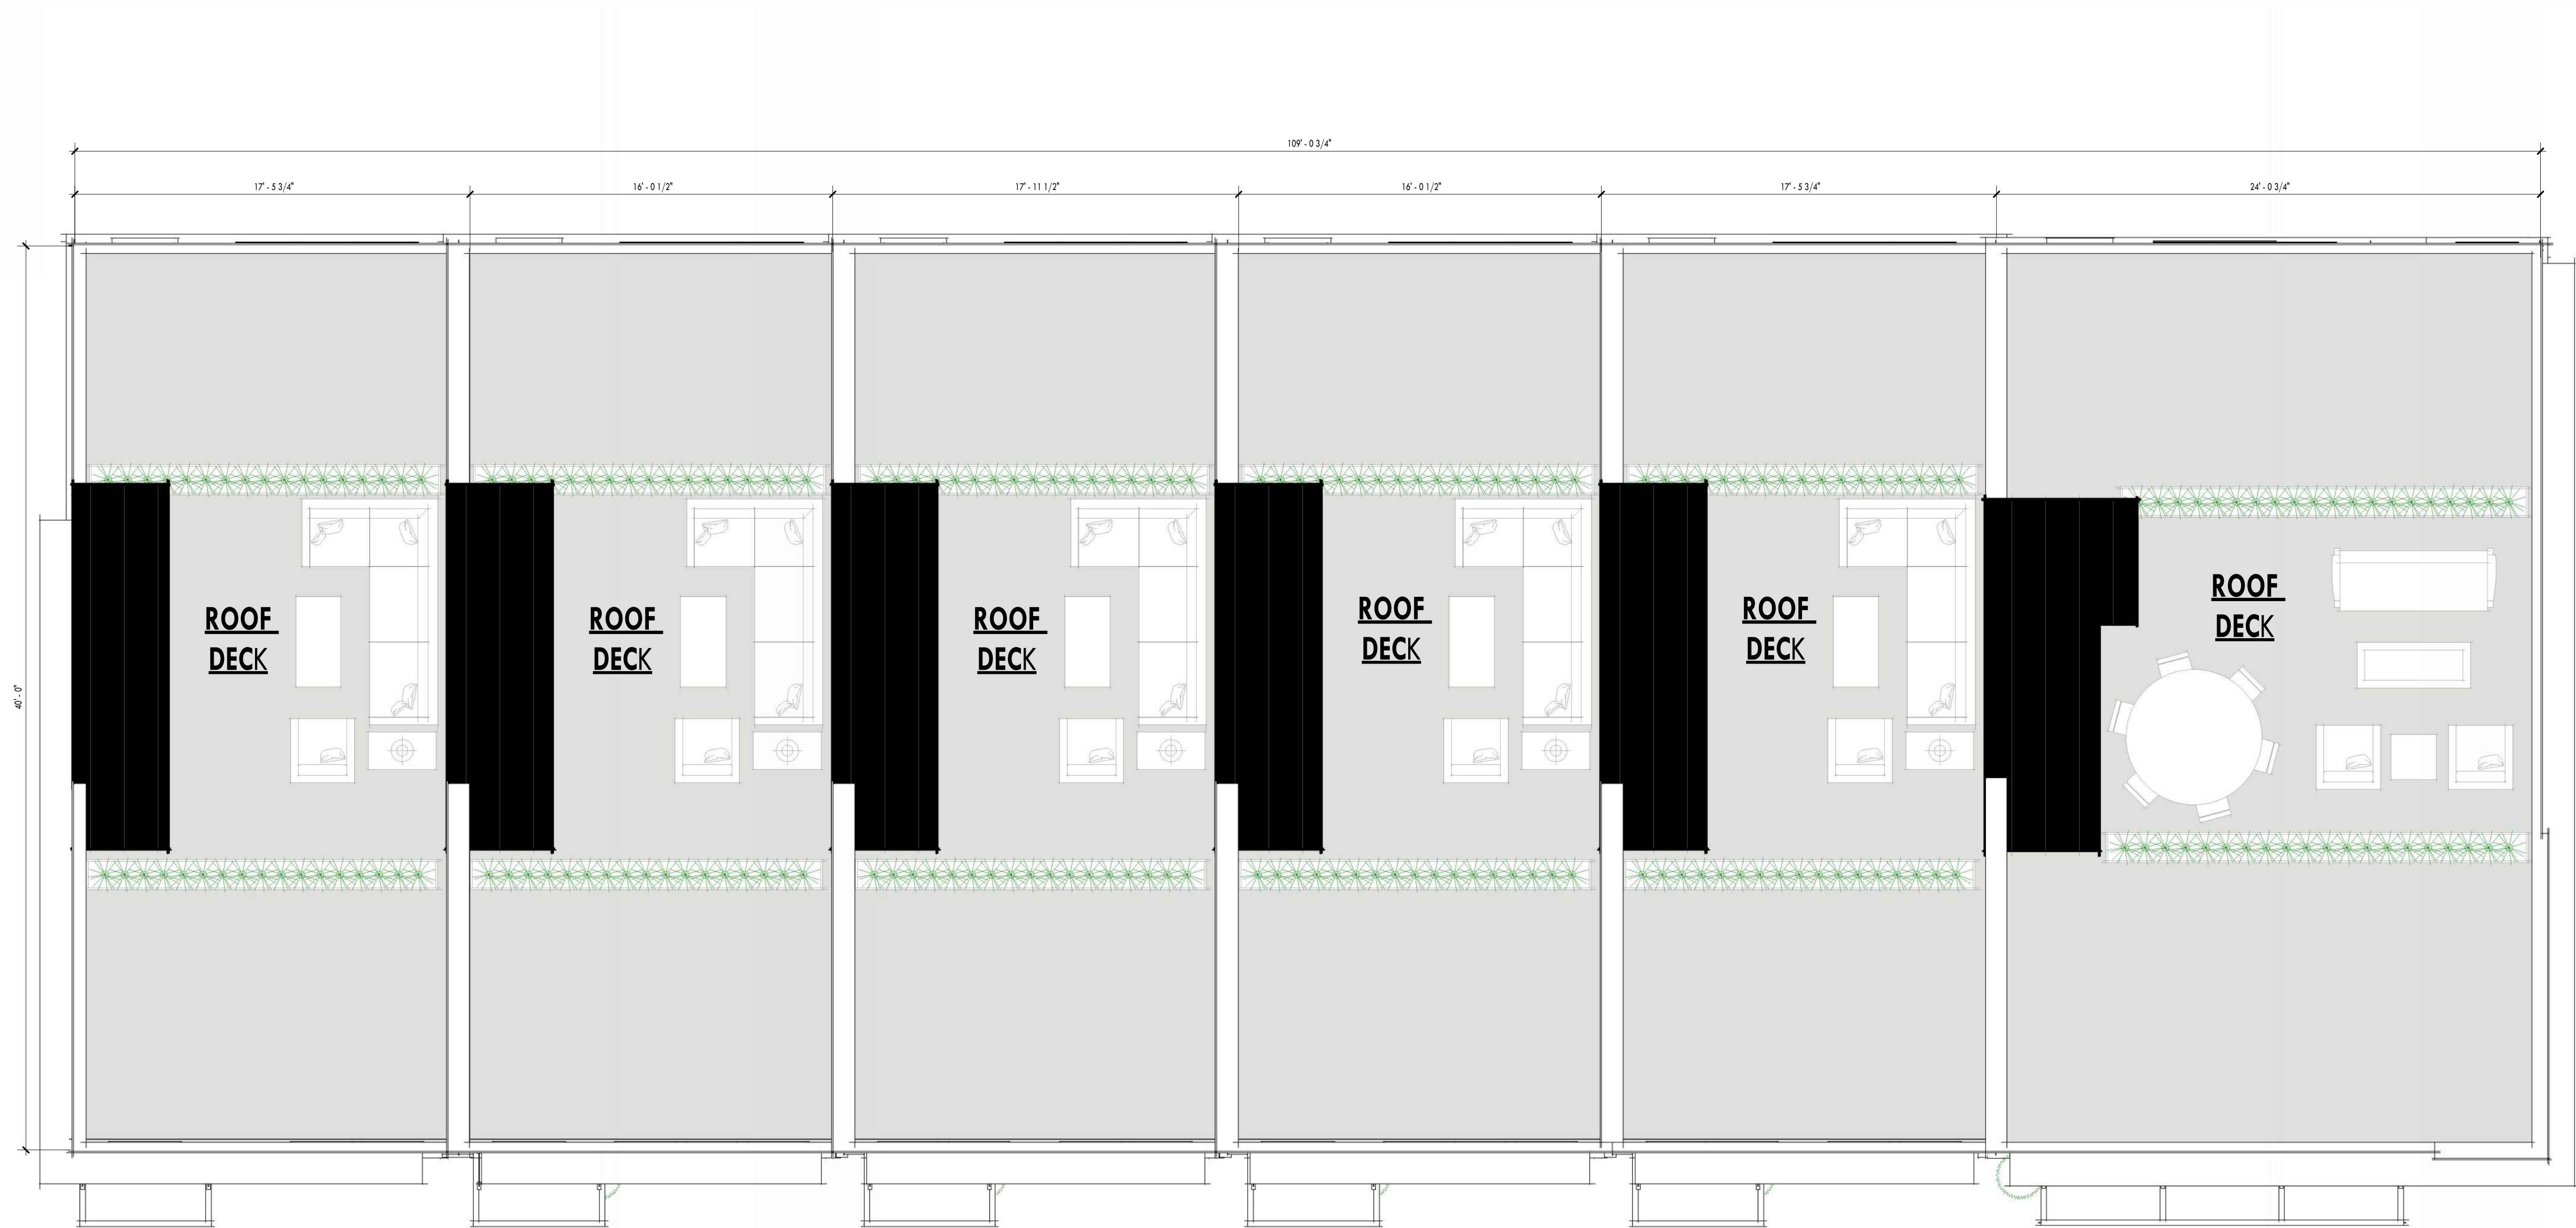 109' - 0 3/4"
17' - 5 3/4"
16' - 0 1/2"
17' - 11 1/2"
16' - 0 1/2"
17' - 5 3/4"
24' - 0 3/4"
40' - 0"
ROOF
DECK
ROOF
DECK
ROOF
DECK
ROOF
DECK
ROOF
DECK
ROOF
DECK